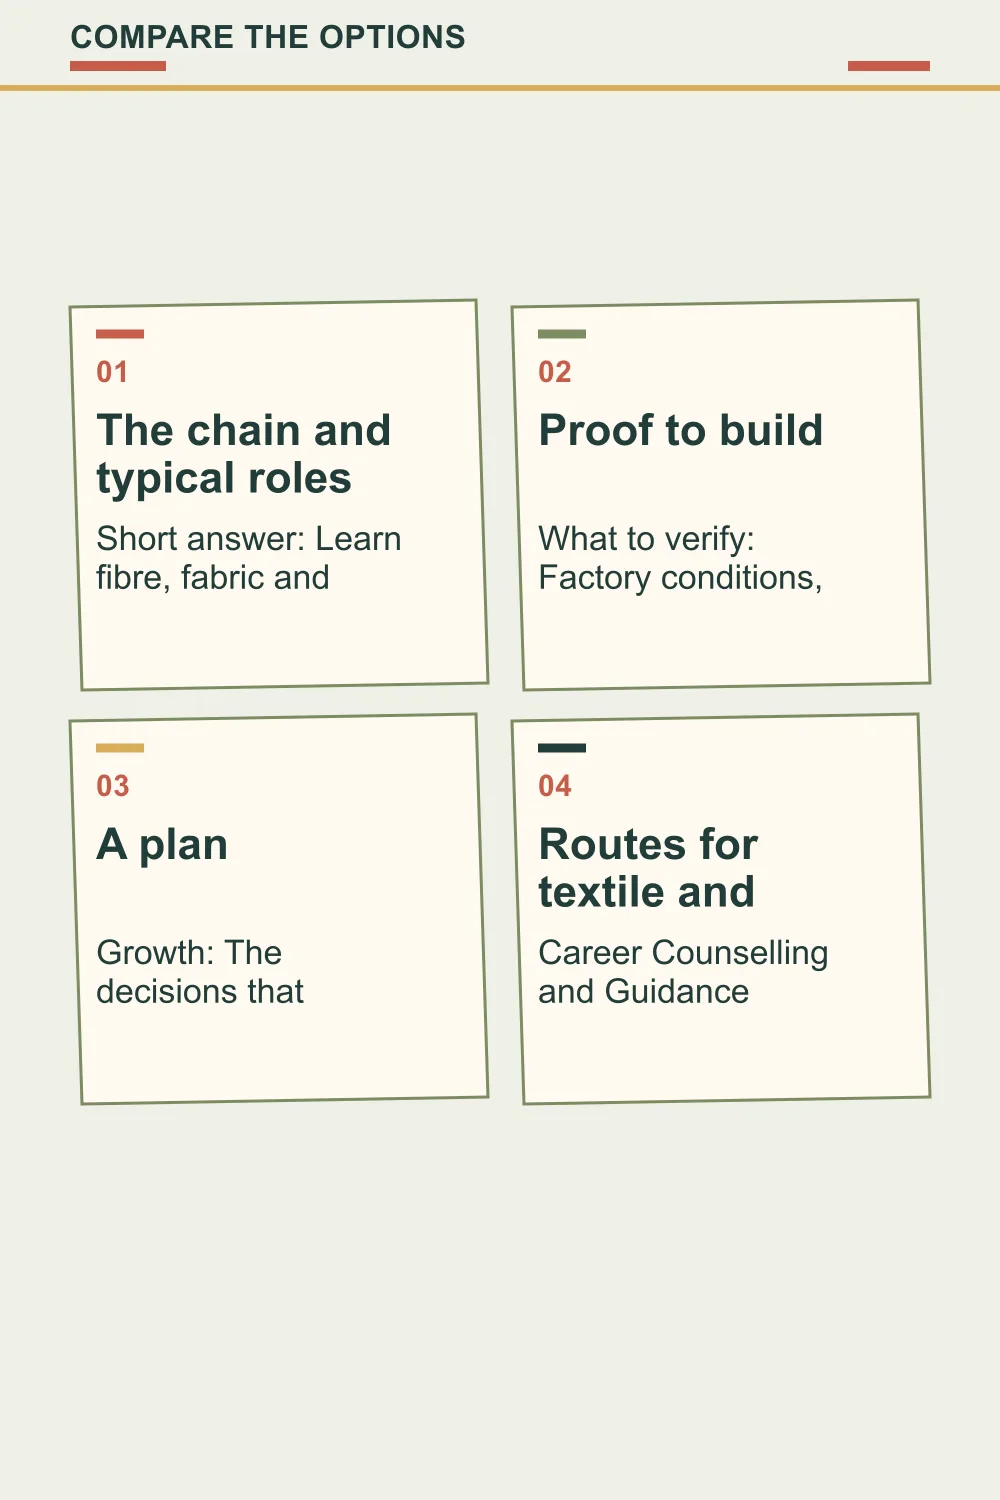 COMPARE THE OPTIONS
01
The chain and
typical roles
Short answer: Learn
fibre, fabric and
02
Proof to build
What to verify:
Factory conditions,
03
A plan
Growth: The
decisions that
04
Routes for
textile and
Career Counselling
and Guidance